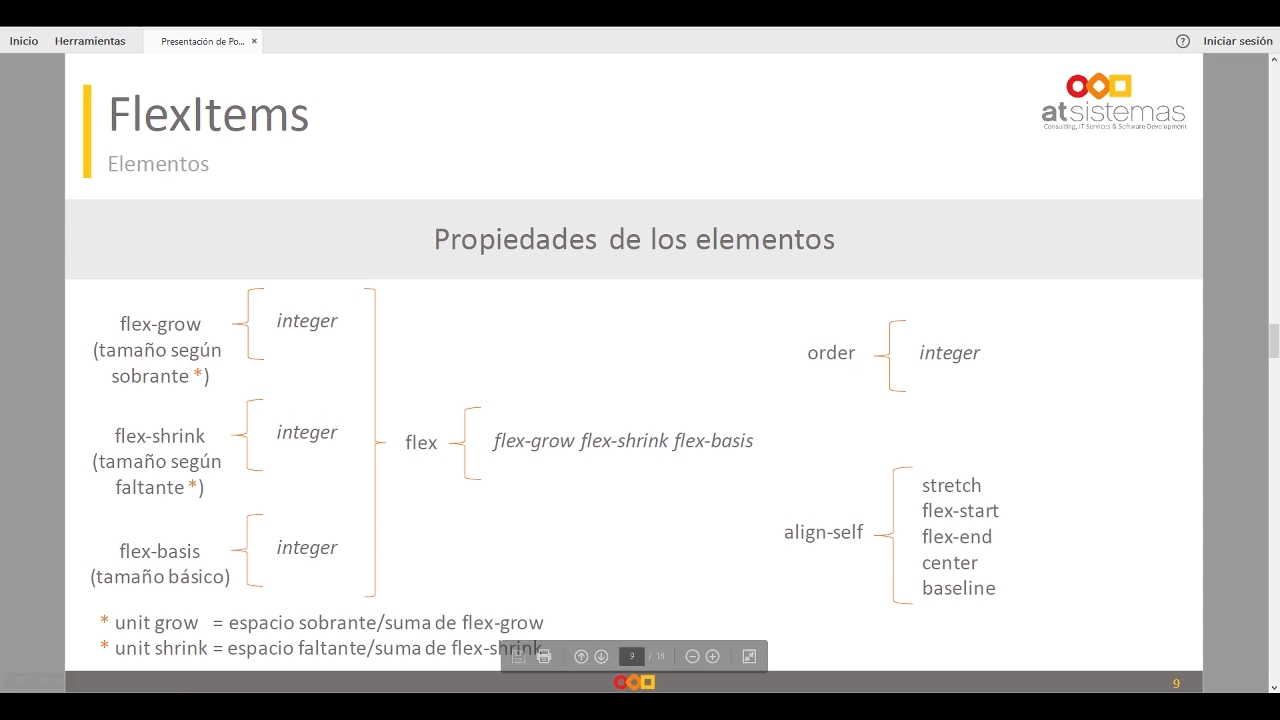 Inicio Herramientas Presentación de Po... × ? Iniciar sesión
FlexItems
Elementos
atsistemas
Consulting, IT Services & Software Development
Propiedades de los elementos
flex-grow
(tamaño según
sobrante *)
integer
flex-shrink
(tamaño según
faltante *)
integer
flex-basis
(tamaño básico)
integer
flex
flex-grow flex-shrink flex-basis
order
integer
align-self
stretch
flex-start
flex-end
center
baseline
* unit grow = espacio sobrante/suma de flex-grow
* unit shrink = espacio faltante/suma de flex-shrink
9 / 18
9